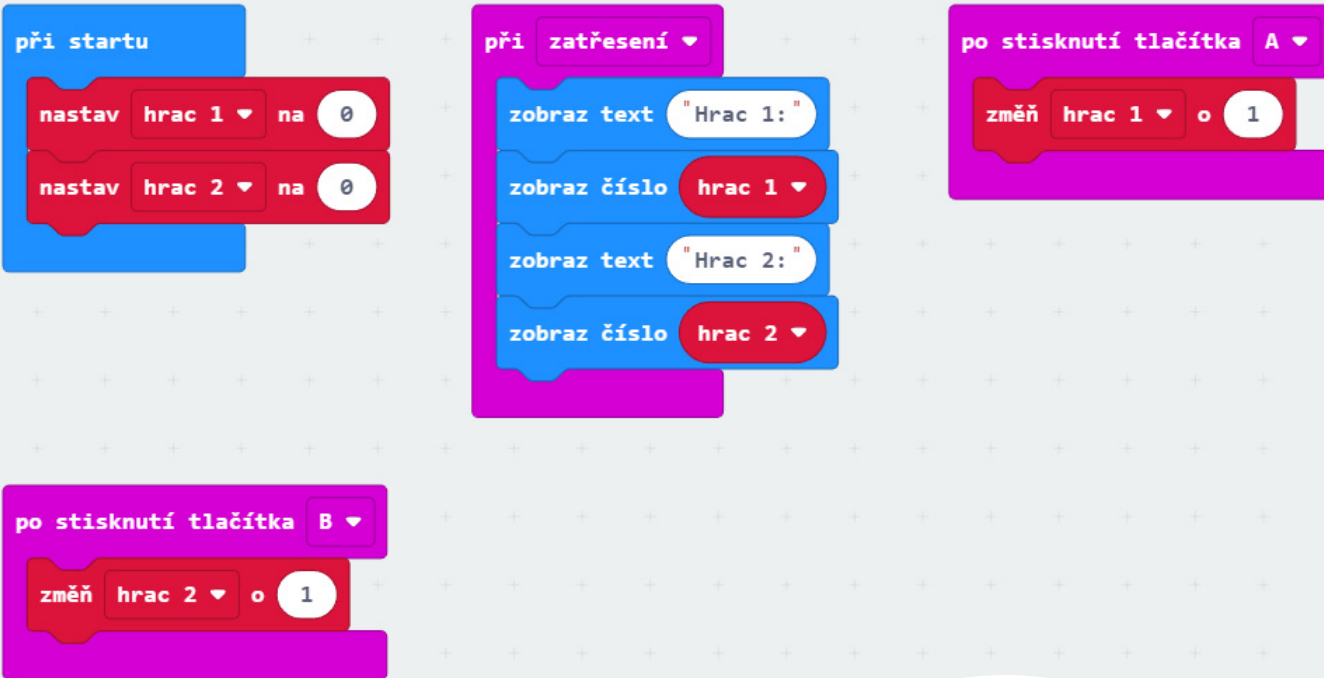 při startu
nastav hrac 1 na 0
nastav hrac 2 na 0
při zatřesení
zobraz text "Hrac 1:"
zobraz číslo hrac 1
zobraz text "Hrac 2:"
zobraz číslo hrac 2
po stisknutí tlačítka A
změň hrac 1 o 1
po stisknutí tlačítka B
změň hrac 2 o 1